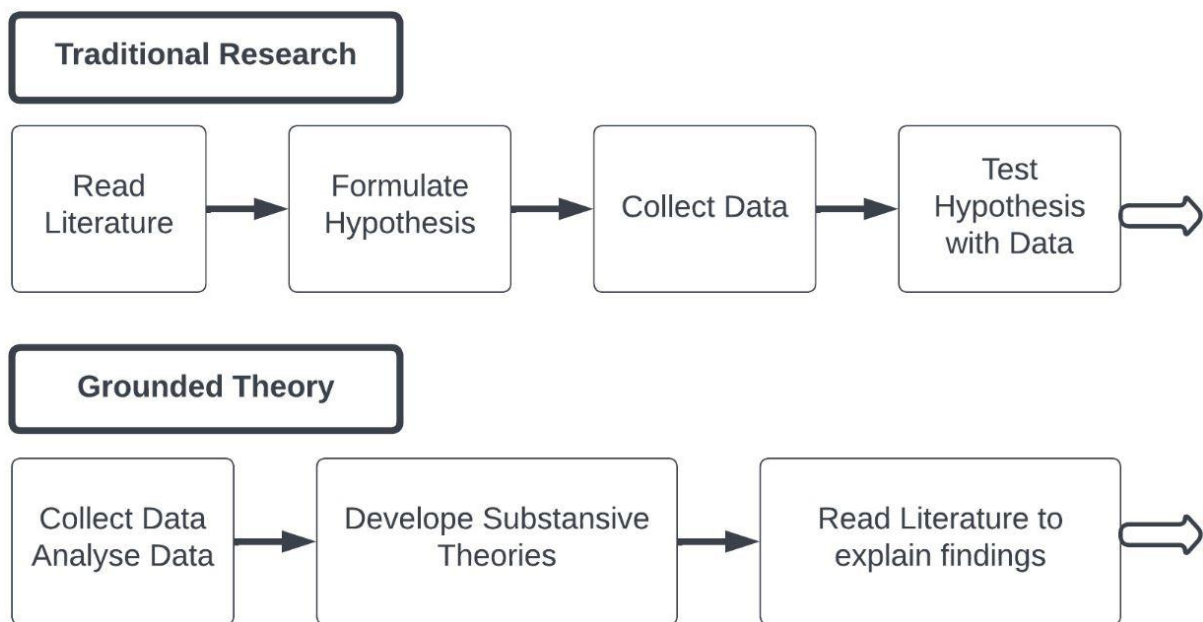 Traditional Research
Read
Literature
Formulate
Hypothesis
Collect Data
Test
Hypothesis
with Data
Grounded Theory
Collect Data
Analyse Data
Develope Substansive
Theories
Read Literature to
explain findings